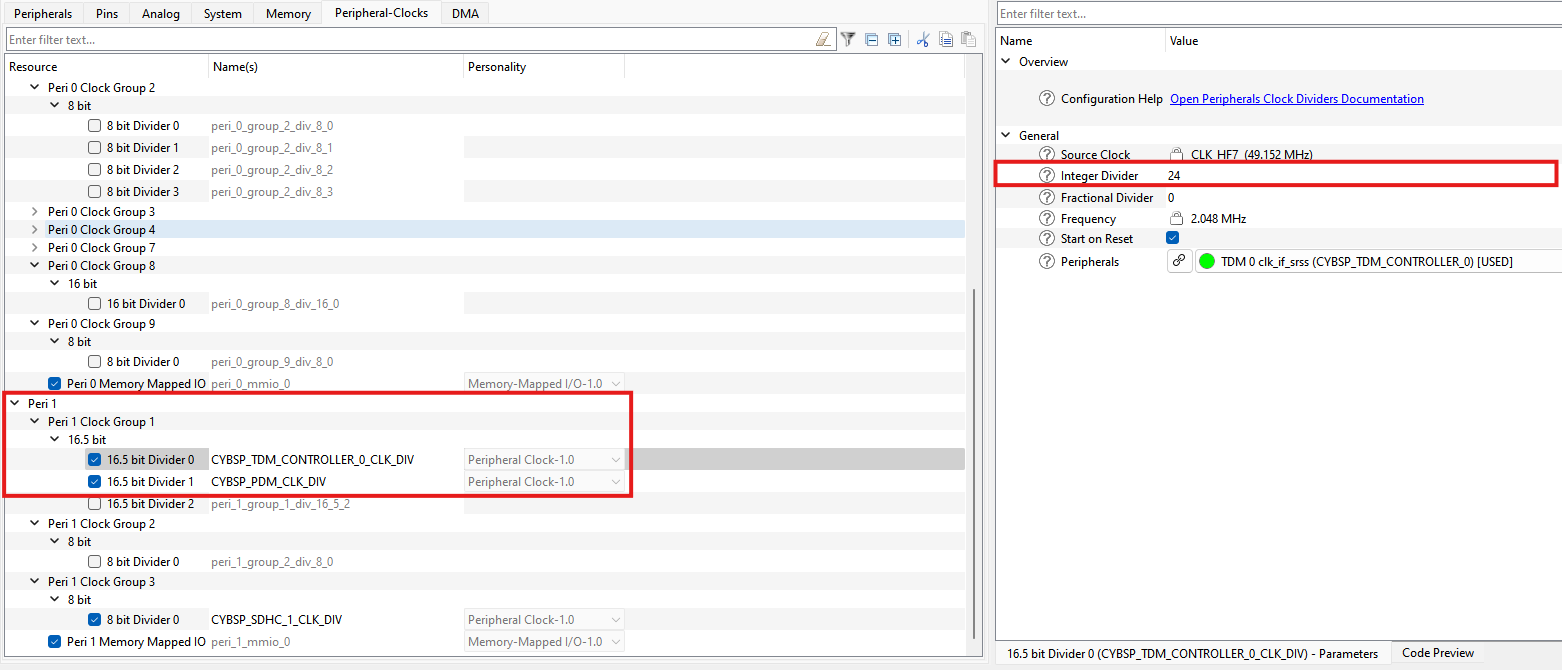 Peripherals Pins Analog System Memory Peripheral-Clocks DMA
Enter filter text...
Resource Name(s) Personality
Peri 0 Clock Group 2
8 bit
8 bit Divider 0 peri_0_group_2_div_8_0
8 bit Divider 1 peri_0_group_2_div_8_1
8 bit Divider 2 peri_0_group_2_div_8_2
8 bit Divider 3 peri_0_group_2_div_8_3
Peri 0 Clock Group 3
Peri 0 Clock Group 4
Peri 0 Clock Group 7
Peri 0 Clock Group 8
16 bit
16 bit Divider 0 peri_0_group_8_div_16_0
Peri 0 Clock Group 9
8 bit
8 bit Divider 0 peri_0_group_9_div_8_0
Peri 0 Memory Mapped IO peri_0_mmio_0 Memory-Mapped I/O-1.0
Peri 1
Peri 1 Clock Group 1
16.5 bit
16.5 bit Divider 0 CYBSP_TDM_CONTROLLER_0_CLK_DIV Peripheral Clock-1.0
16.5 bit Divider 1 CYBSP_PDM_CLK_DIV Peripheral Clock-1.0
16.5 bit Divider 2 peri_1_group_1_div_16_5_2
Peri 1 Clock Group 2
8 bit
8 bit Divider 0 peri_1_group_2_div_8_0
Peri 1 Clock Group 3
8 bit
8 bit Divider 0 CYBSP_SDHC_1_CLK_DIV Peripheral Clock-1.0
Peri 1 Memory Mapped IO peri_1_mmio_0 Memory-Mapped I/O-1.0
Enter filter text...
Name Value
Overview
Configuration Help Open Peripherals Clock Dividers Documentation
General
Source Clock CLK_HF7 (49.152 MHz)
Integer Divider 24
Fractional Divider 0
Frequency 2.048 MHz
Start on Reset
Peripherals TDM 0 clk_if_srss (CYBSP_TDM_CONTROLLER_0) [USED]
16.5 bit Divider 0 (CYBSP_TDM_CONTROLLER_0_CLK_DIV) - Parameters Code Preview